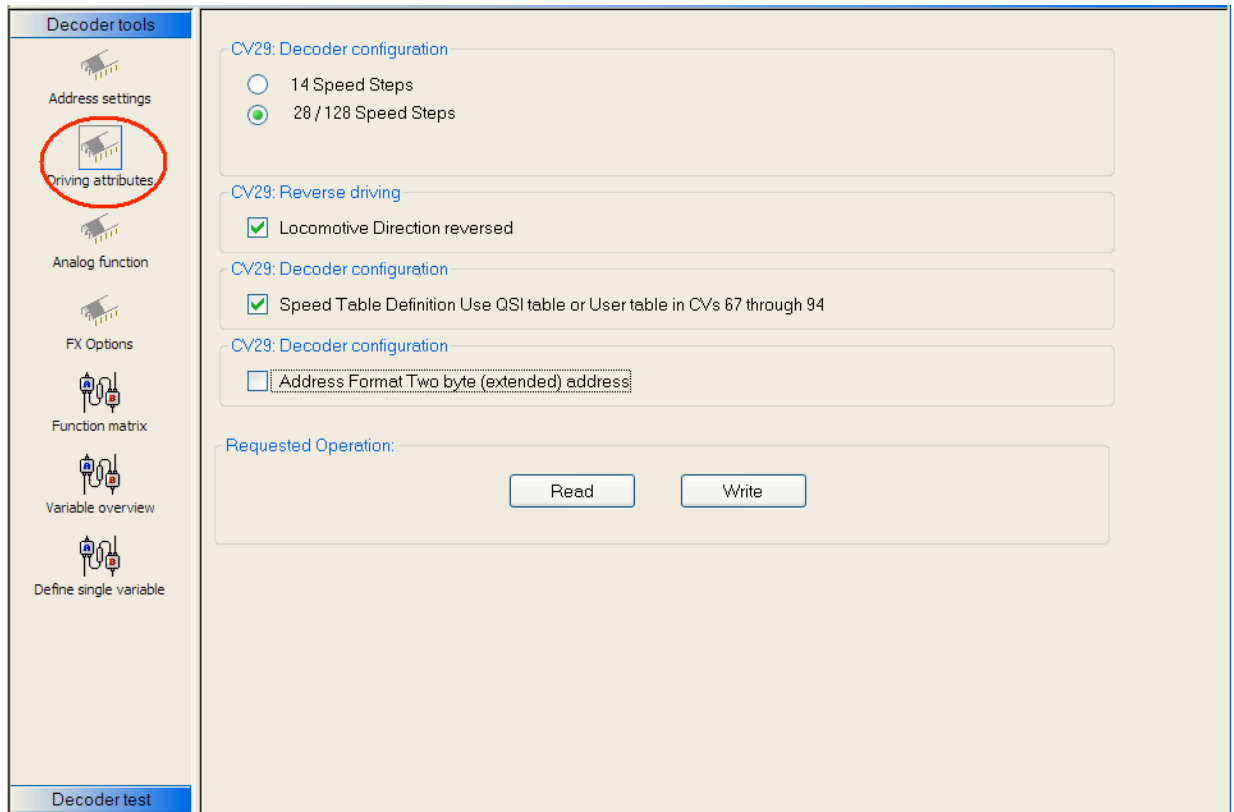 Decoder tools
Address settings
Driving attributes
Analog function
FX Options
Function matrix
Variable overview
Define single variable
Decoder test
CV29: Decoder configuration
14 Speed Steps
28 / 128 Speed Steps
CV29: Reverse driving
Locomotive Direction reversed
CV29: Decoder configuration
Speed Table Definition Use QSI table or User table in CVs 67 through 94
CV29: Decoder configuration
Address Format Two byte (extended) address
Requested Operation:
Read Write